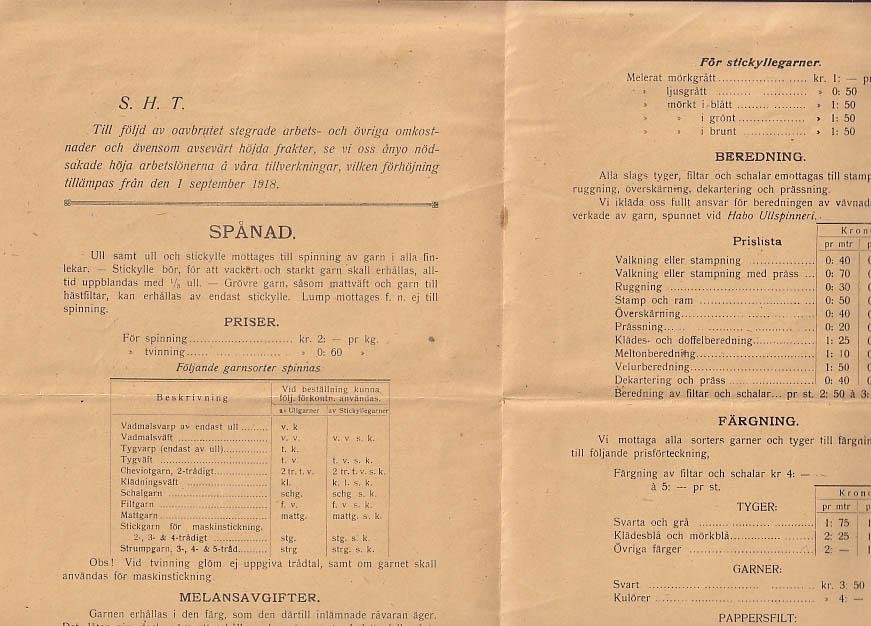 S. H. T.
Till följd av oavbrutet stegrade arbets- och övriga omkost-
nader och ävensom avsevärt höjda frakter, se vi oss ånyo nöd-
sakade höja arbetslönerna å våra tillverkningar, vilken förhöjning
tillämpas från den 1 september 1918.
SPÅNAD.
Ull samt ull och stickylle mottages till spinning av garn i alla fin-
lekar. — Stickylle bör, för att vackert och starkt garn skall erhållas, all-
tid uppblandas med 1/3 ull. — Grövre garn, såsom mattväft och garn till
hästfiltar, kan erhållas av endast stickylle. Lump mottages f. n. ej till
spinning.
PRISER.
För spinning.......................... kr. 2: — pr kg.
» tvinning...... » 0: 60 »
Följande garnsorter spinnas
Beskrivning
Vid beställning kunna
följ. förkortn. användas.
av Ullgarner av Stickyllegarner
Vadmalsvarp av endast ull ........ v. k
Vadmalsväft ........ v. v. v. v s. k.
Tygvarp (endast av ull)........ t. k.
Tygväft ........ t. v. t. v. s. k.
Cheviotgarn, 2-trådigt........ 2 tr. t. v. 2 tr. t. v. s. k.
Klädningsväft ........ kl. k. l. s. k.
Schalgarn ........ schg. schg s. k.
Filtgarn ........ f. v. f. v s. k.
Mattgarn ........ mattg. mattg. s. k.
Stickgarn för maskinstickning,
2-, 3- & 4-trådigt ........ stg. stg. s. k.
Strumpgarn, 3-, 4- & 5-tråd........ strg strg. s. k.
Obs! Vid tvinning glöm ej uppgiva trådtal, samt om garnet skall
användas för maskinstickning
MELANSAVGIFTER.
Garnen erhållas i den färg, som den därtill inlämnade råvaran äger.
För stickyllegarner.
Melerat mörkgrått........ kr. 1: — pr
» ljusgrått ........ » 0: 50
» mörkt i blått ........ » 1: 50
» » i grönt........ » 1: 50
» » i brunt ........ » 1: 50
BEREDNING.
Alla slags tyger, filtar och schalar emottagas till stamp
ruggning, överskärning, dekartering och prässning.
Vi ikläda oss fullt ansvar för beredningen av vävnad
verkade av garn, spunnet vid Habo Ullspinneri.
Prislista
Kron
pr mtr p
Valkning eller stampning ........ 0: 40
Valkning eller stampning med präss ... 0: 70
Ruggning ........ 0: 30
Stamp och ram ........ 0: 50
Överskärning........ 0: 40
Prässning........ 0: 20
Klädes- och doffelberedning........ 1: 25
Meltonberedning........ 1: 10
Velurberedning........ 1: 50
Dekartering och präss ........ 0: 40
Beredning av filtar och schalar... pr st. 2: 50 à 3:
FÄRGNING.
Vi mottaga alla sorters garner och tyger till färgnin
till följande prisförteckning,
Färgning av filtar och schalar kr 4: —
à 5: — pr st.
Kron
pr mtr p
TYGER:
Svarta och grå ........ 1: 75
Klädesblå och mörkblå........ 2: 25
Övriga färger ........ 2: —
GARNER:
Svart ........ kr. 3: 50
Kulörer ........ » 4: —
PAPPERSFILT: